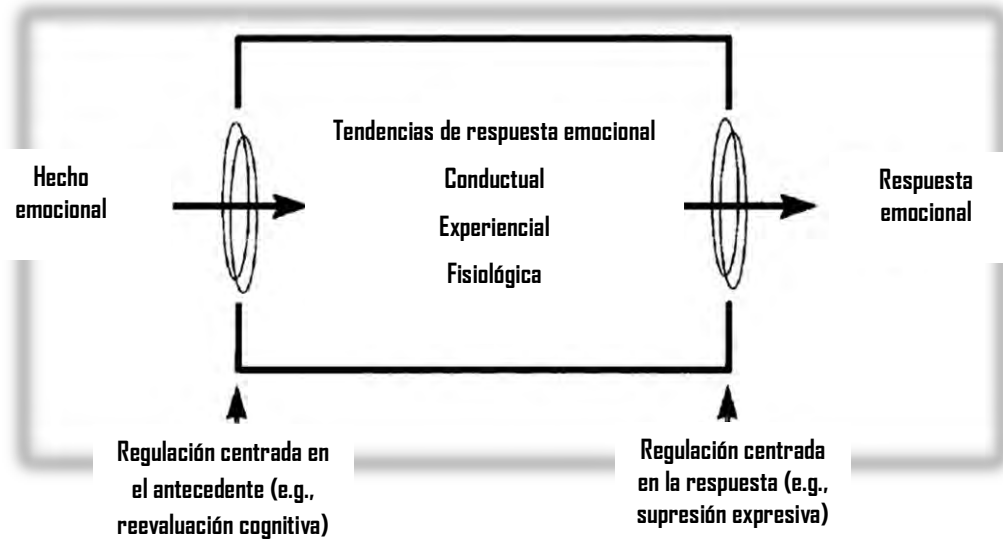 Hecho
emocional
Tendencias de respuesta emocional
Conductual
Experiencial
Fisiológica
Respuesta
emocional
Regulación centrada en
el antecedente (e.g.,
reevaluación cognitiva)
Regulación centrada
en la respuesta (e.g.,
supresión expresiva)